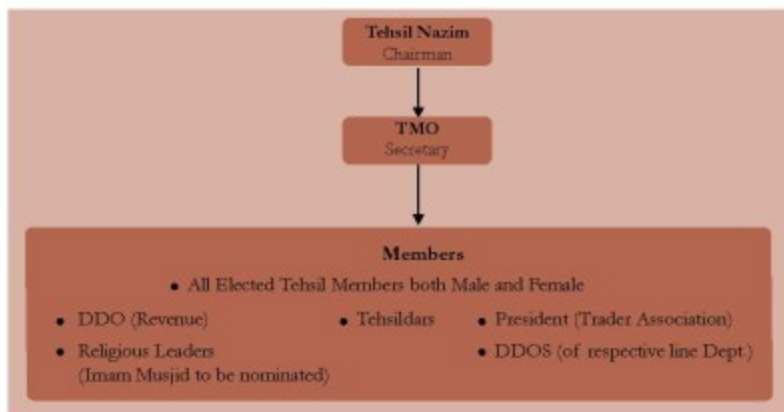 Tehsil Nazim
Chairman
TMO
Secretary
Members
• All Elected Tehsil Members both Male and Female
• DDO (Revenue)
• Tehsildars
• President (Trader Association)
• Religious Leaders
(Imam Musjid to be nominated)
• DDOS (of respective line Dept.)